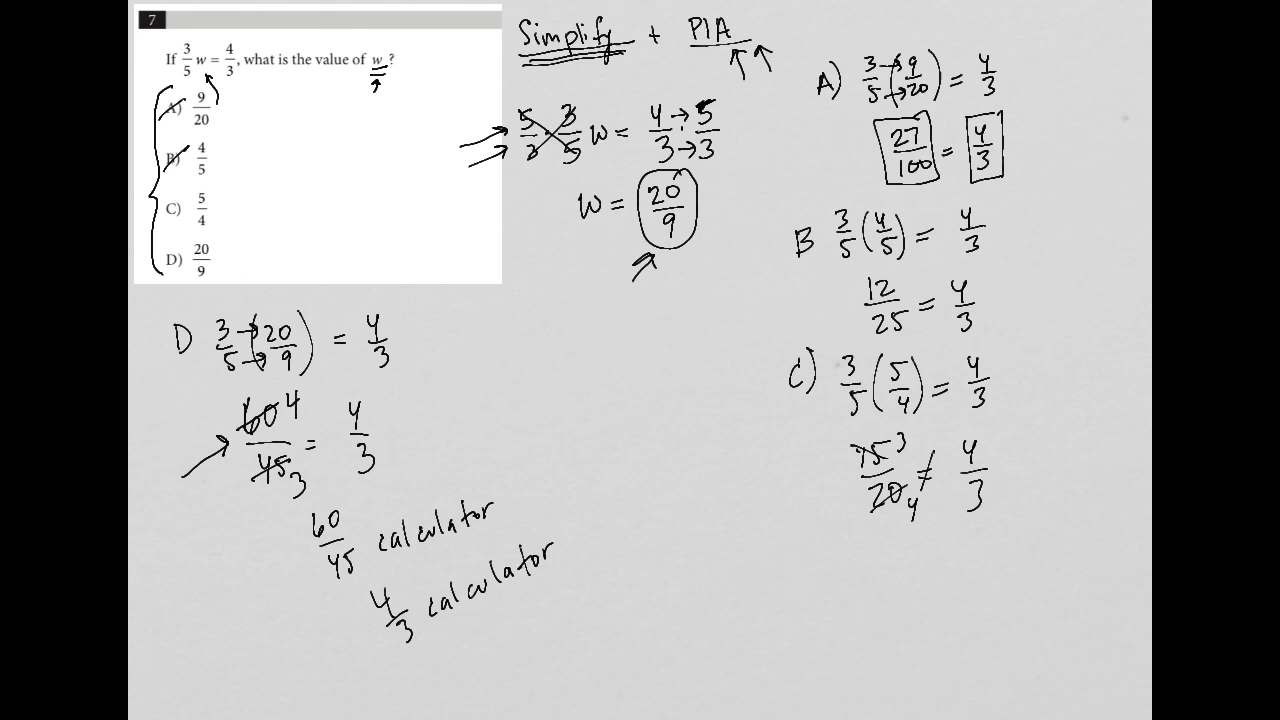 7
If 3/5 w = 4/3, what is the value of w?
A) 9/20
B) 4/5
C) 5/4
D) 20/9
Simplify + PIA
5/3 · 3/5 w = 4/3 · 5/3
w = 20/9
A) 3/5 (9/20) = 4/3
27/100 = 4/3
B 3/5 (4/5) = 4/3
12/25 = 4/3
C) 3/5 (5/4) = 4/3
15/20 3/4 ≠ 4/3
D 3/5 (20/9) = 4/3
60/45 4/3 = 4/3
60/45 calculator
4/3 calculator